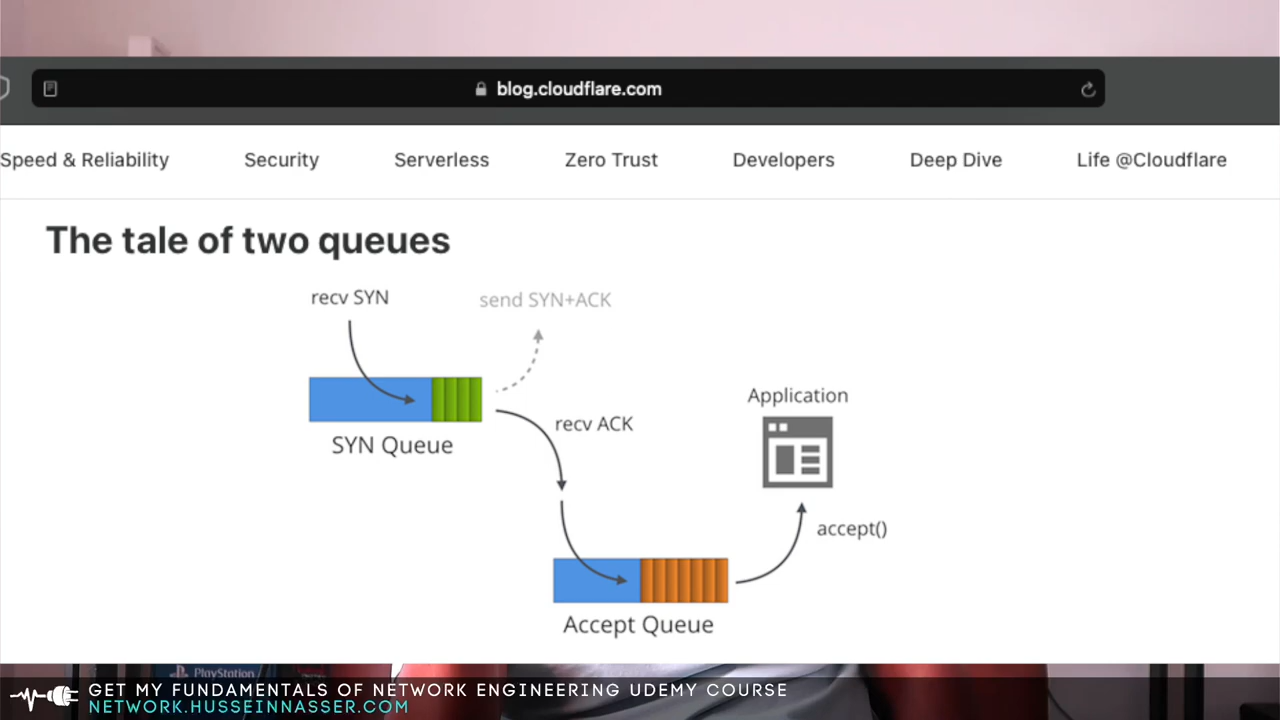 blog.cloudflare.com
Speed & Reliability Security Serverless Zero Trust Developers Deep Dive Life @Cloudflare
The tale of two queues
recv SYN
send SYN+ACK
SYN Queue
recv ACK
Application
accept()
Accept Queue
PlayStation
GET MY FUNDAMENTALS OF NETWORK ENGINEERING UDEMY COURSE
NETWORK.HUSSEINNASSER.COM